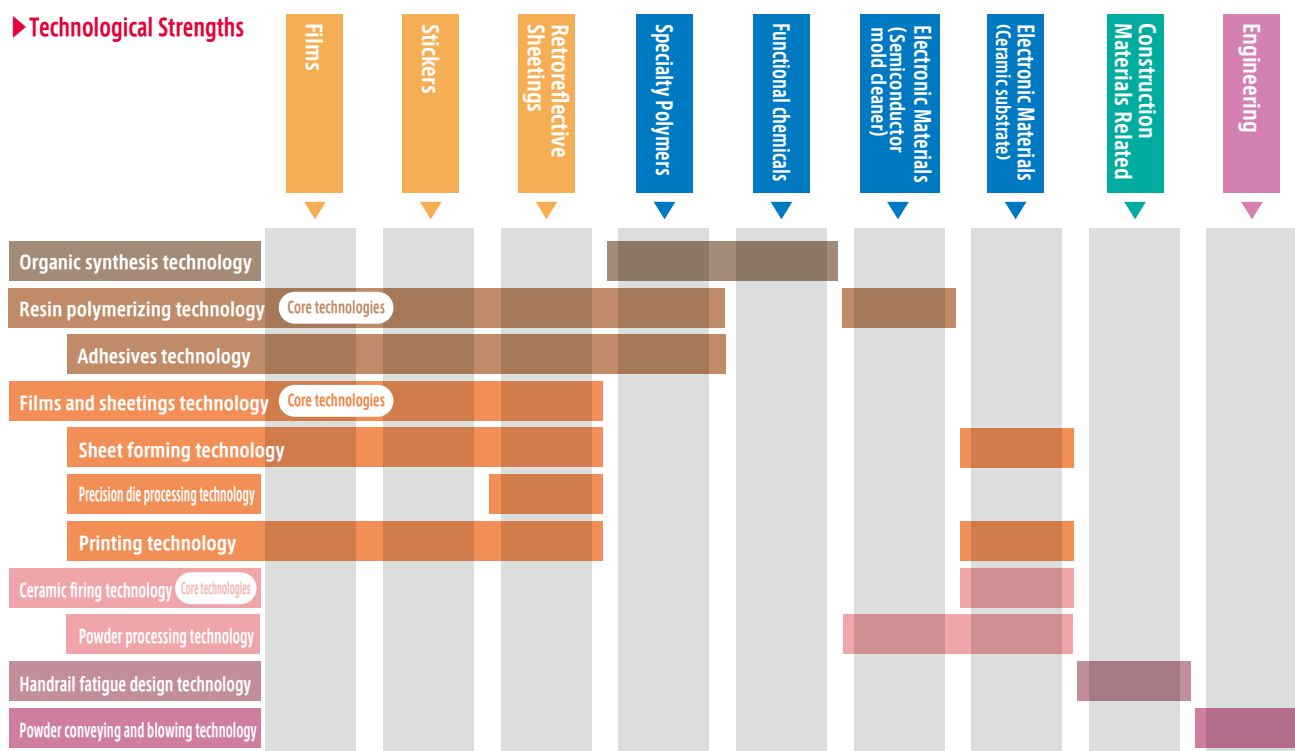 ▶Technological Strengths
Films
Stickers
Retroreflective
Sheetings
Specialty Polymers
Functional chemicals
Electronic Materials
(Semiconductor
mold cleaner)
Electronic Materials
(Ceramic substrate)
Construction
Materials Related
Engineering
Organic synthesis technology
Resin polymerizing technology Core technologies
Adhesives technology
Films and sheetings technology Core technologies
Sheet forming technology
Precision die processing technology
Printing technology
Ceramic firing technology Core technologies
Powder processing technology
Handrail fatigue design technology
Powder conveying and blowing technology